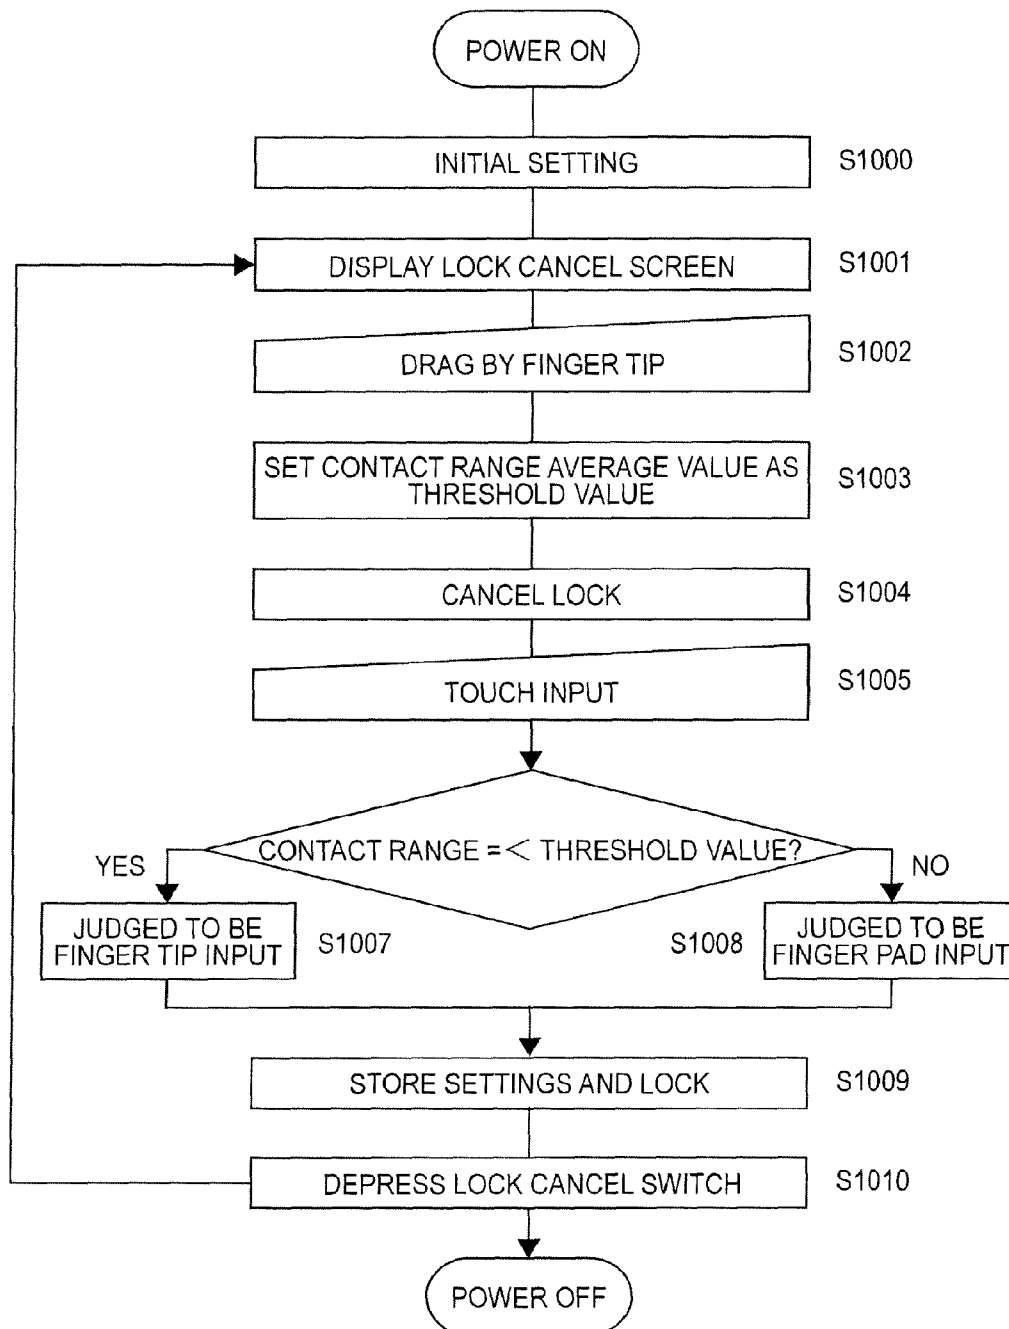 POWER ON
INITIAL SETTING
S1000
DISPLAY LOCK CANCEL SCREEN
S1001
DRAG BY FINGER TIP
S1002
SET CONTACT RANGE AVERAGE VALUE AS
THRESHOLD VALUE
S1003
CANCEL LOCK
S1004
TOUCH INPUT
S1005
CONTACT RANGE =< THRESHOLD VALUE?
YES
NO
JUDGED TO BE
FINGER TIP INPUT
S1007
S1008
JUDGED TO BE
FINGER PAD INPUT
STORE SETTINGS AND LOCK
S1009
DEPRESS LOCK CANCEL SWITCH
S1010
POWER OFF